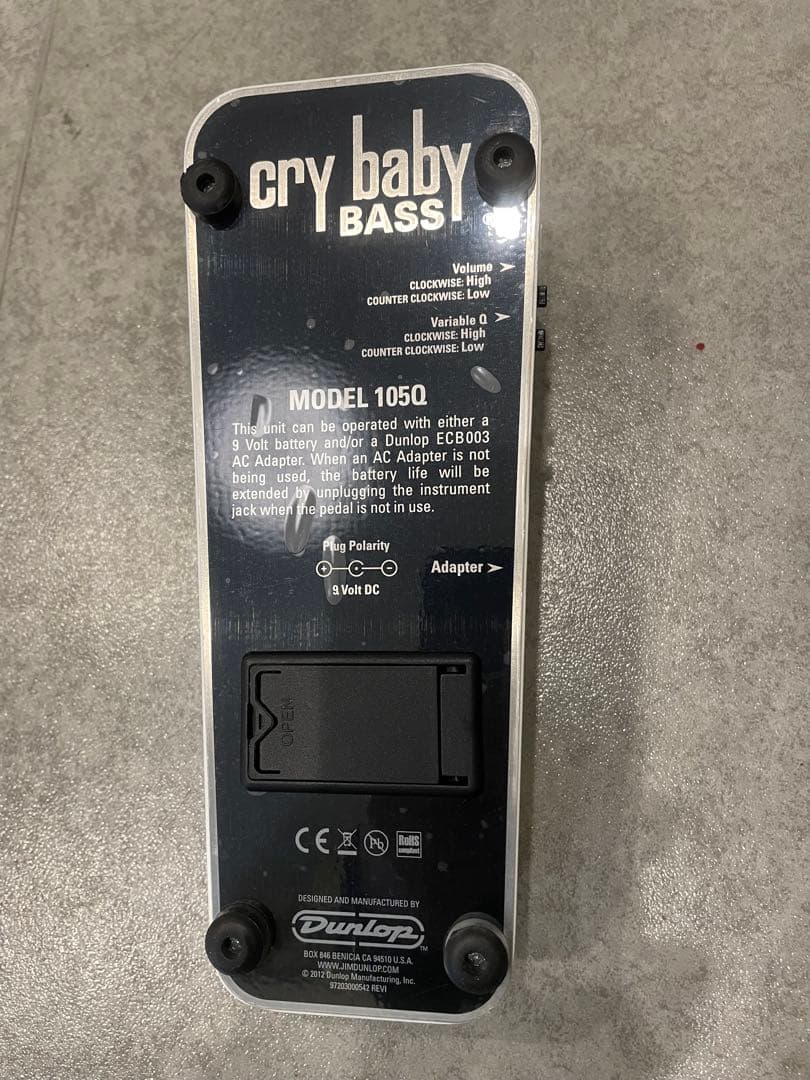 cry baby
BASS
Volume
CLOCKWISE: High
COUNTER CLOCKWISE: Low
Variable Q
CLOCKWISE: High
COUNTER CLOCKWISE: Low
MODEL 105Q
This unit can be operated with either a
9 Volt battery and/or a Dunlop ECB003
AC Adapter. When an AC Adapter is not
being used, the battery life will be
extended by unplugging the instrument
jack when the pedal is not in use.
Plug Polarity
+ -
9 Volt DC
Adapter
OPEN
CE Pb RoHS
compliant
DESIGNED AND MANUFACTURED BY
Dunlop™
BOX 846 BENICIA CA 94510 U.S.A.
WWW.JIMDUNLOP.COM
© 2012 Dunlop Manufacturing, Inc.
97203000542 REVI